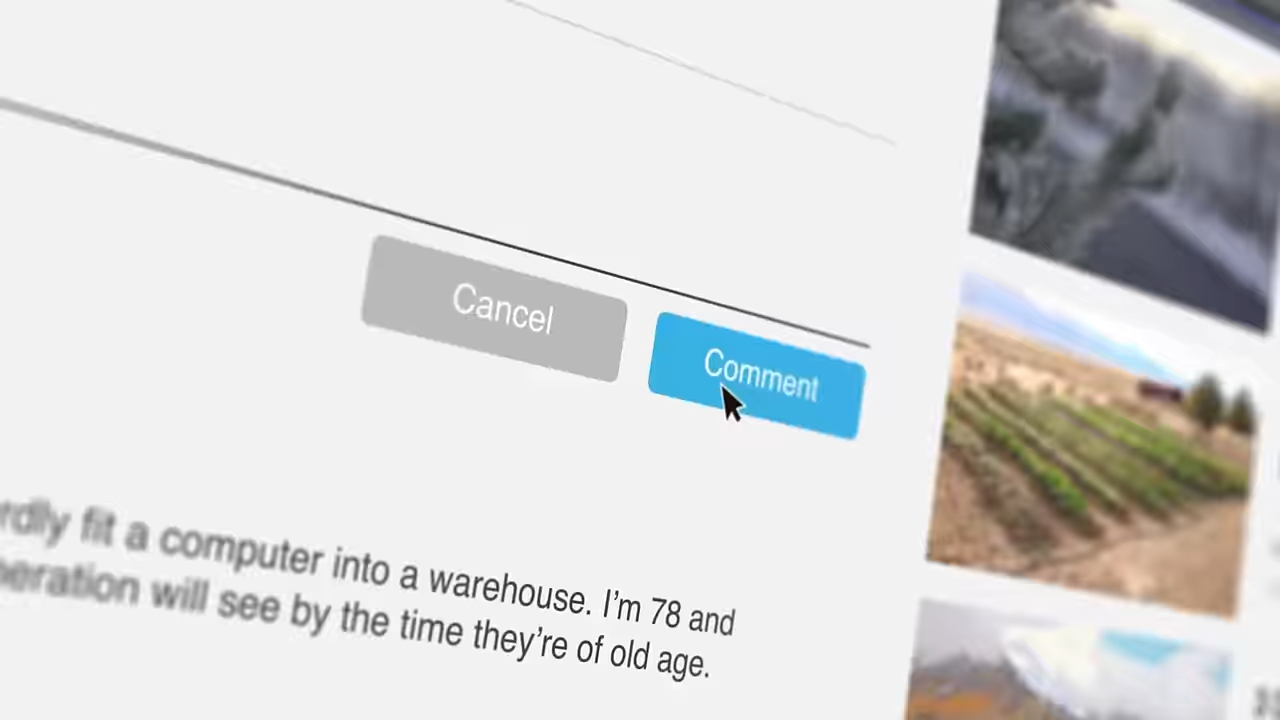 Cancel
Comment
fit a computer into a warehouse. I'm 78 and
will see by the time they're of old age.